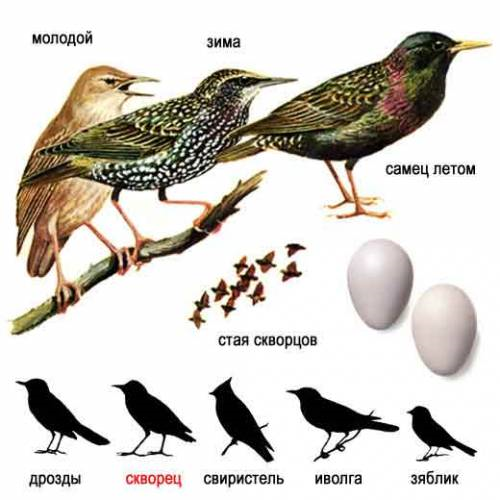 молодой
зима
самец летом
стая скворцов
дрозды
скворец
свиристель
иволга
зяблик